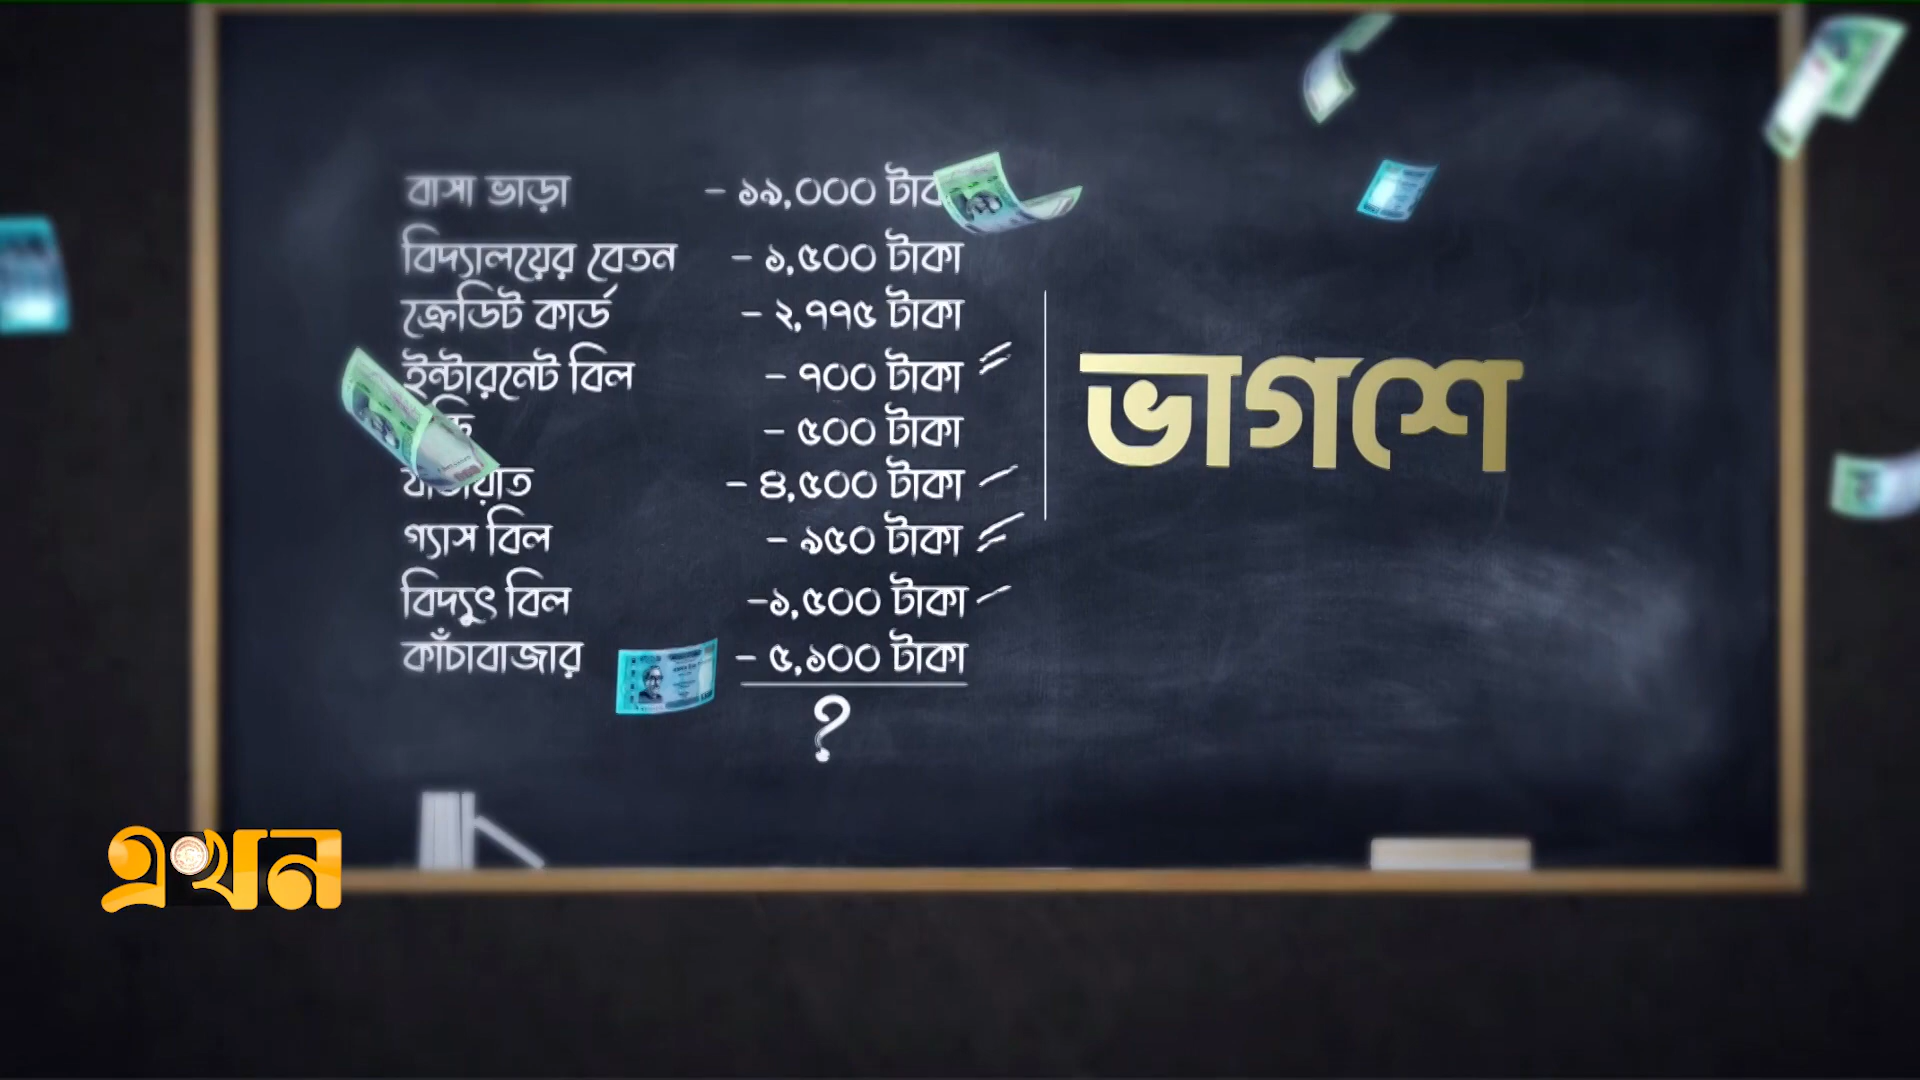 বাসা ভাড়া - ১৯,০০০
বিদ্যালয়ের বেতন - ১,৫০০ টাকা
ক্রেডিট কার্ড - ২,৭৭৫ টাকা
ইন্টারনেট বিল - ৭০০ টাকা
- ৫০০ টাকা
- ৪,৫০০ টাকা
গ্যাস বিল - ৯৫০ টাকা
বিদ্যুৎ বিল -১,৫০০ টাকা
কাঁচাবাজার - ৫,১০০ টাকা
?
ভাগশে
এখন